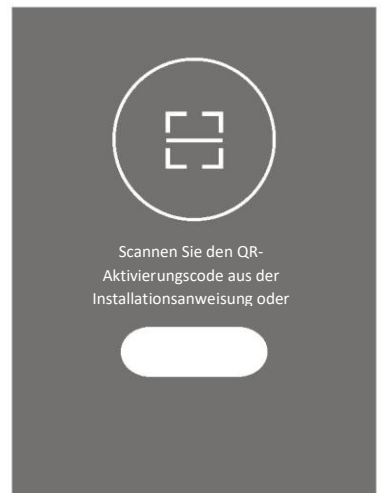 Scannen Sie den QR-
Aktivierungscode aus der
Installationsanweisung oder